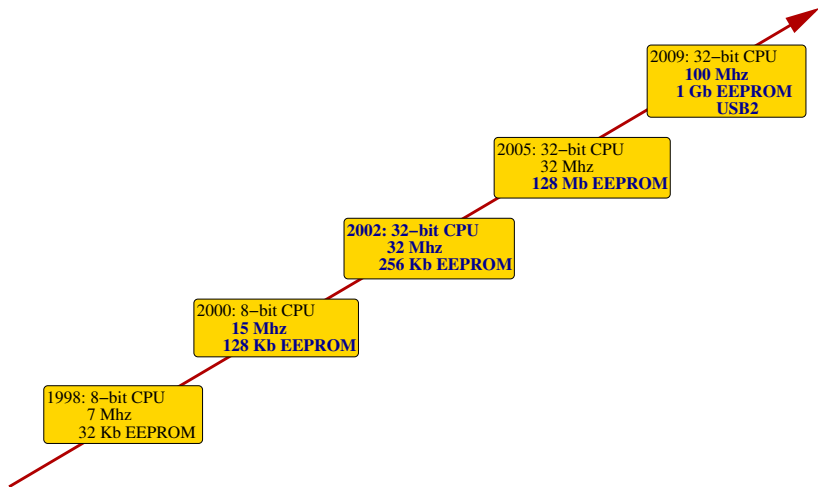 2009: 32−bit CPU
100 Mhz
1 Gb EEPROM
USB2
2005: 32−bit CPU
32 Mhz
128 Mb EEPROM
2002: 32−bit CPU
32 Mhz
256 Kb EEPROM
2000: 8−bit CPU
15 Mhz
128 Kb EEPROM
1998: 8−bit CPU
7 Mhz
32 Kb EEPROM